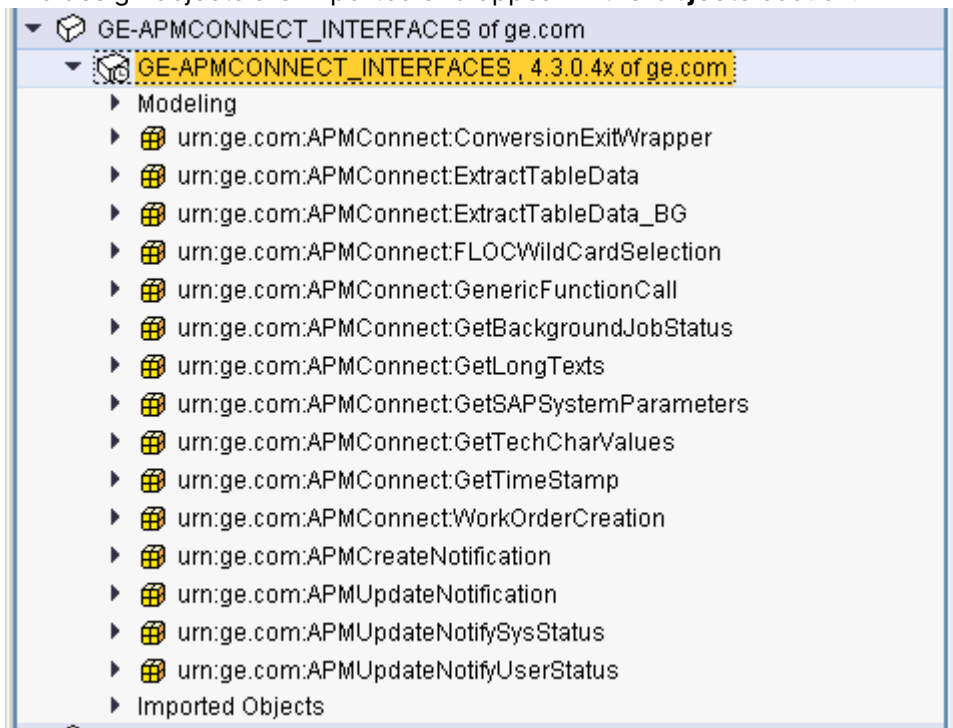 GE-APMCONNECT_INTERFACES of ge.com
GE-APMCONNECT_INTERFACES , 4.3.0.4x of ge.com
Modeling
urn:ge.com:APMConnect:ConversionExitWrapper
urn:ge.com:APMConnect:ExtractTableData
urn:ge.com:APMConnect:ExtractTableData_BG
urn:ge.com:APMConnect:FLOCWildCardSelection
urn:ge.com:APMConnect:GenericFunctionCall
urn:ge.com:APMConnect:GetBackgroundJobStatus
urn:ge.com:APMConnect:GetLongTexts
urn:ge.com:APMConnect:GetSAPSystemParameters
urn:ge.com:APMConnect:GetTechCharValues
urn:ge.com:APMConnect:GetTimeStamp
urn:ge.com:APMConnect:WorkOrderCreation
urn:ge.com:APMCreateNotification
urn:ge.com:APMUpdateNotification
urn:ge.com:APMUpdateNotifySysStatus
urn:ge.com:APMUpdateNotifyUserStatus
Imported Objects